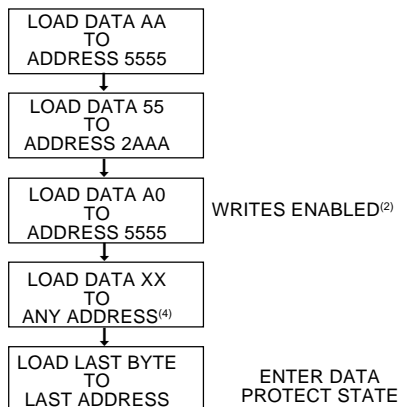 LOAD DATA AA
TO
ADDRESS 5555
LOAD DATA 55
TO
ADDRESS 2AAA
LOAD DATA A0
TO
ADDRESS 5555
WRITES ENABLED(2)
LOAD DATA XX
TO
ANY ADDRESS(4)
LOAD LAST BYTE
TO
LAST ADDRESS
ENTER DATA
PROTECT STATE